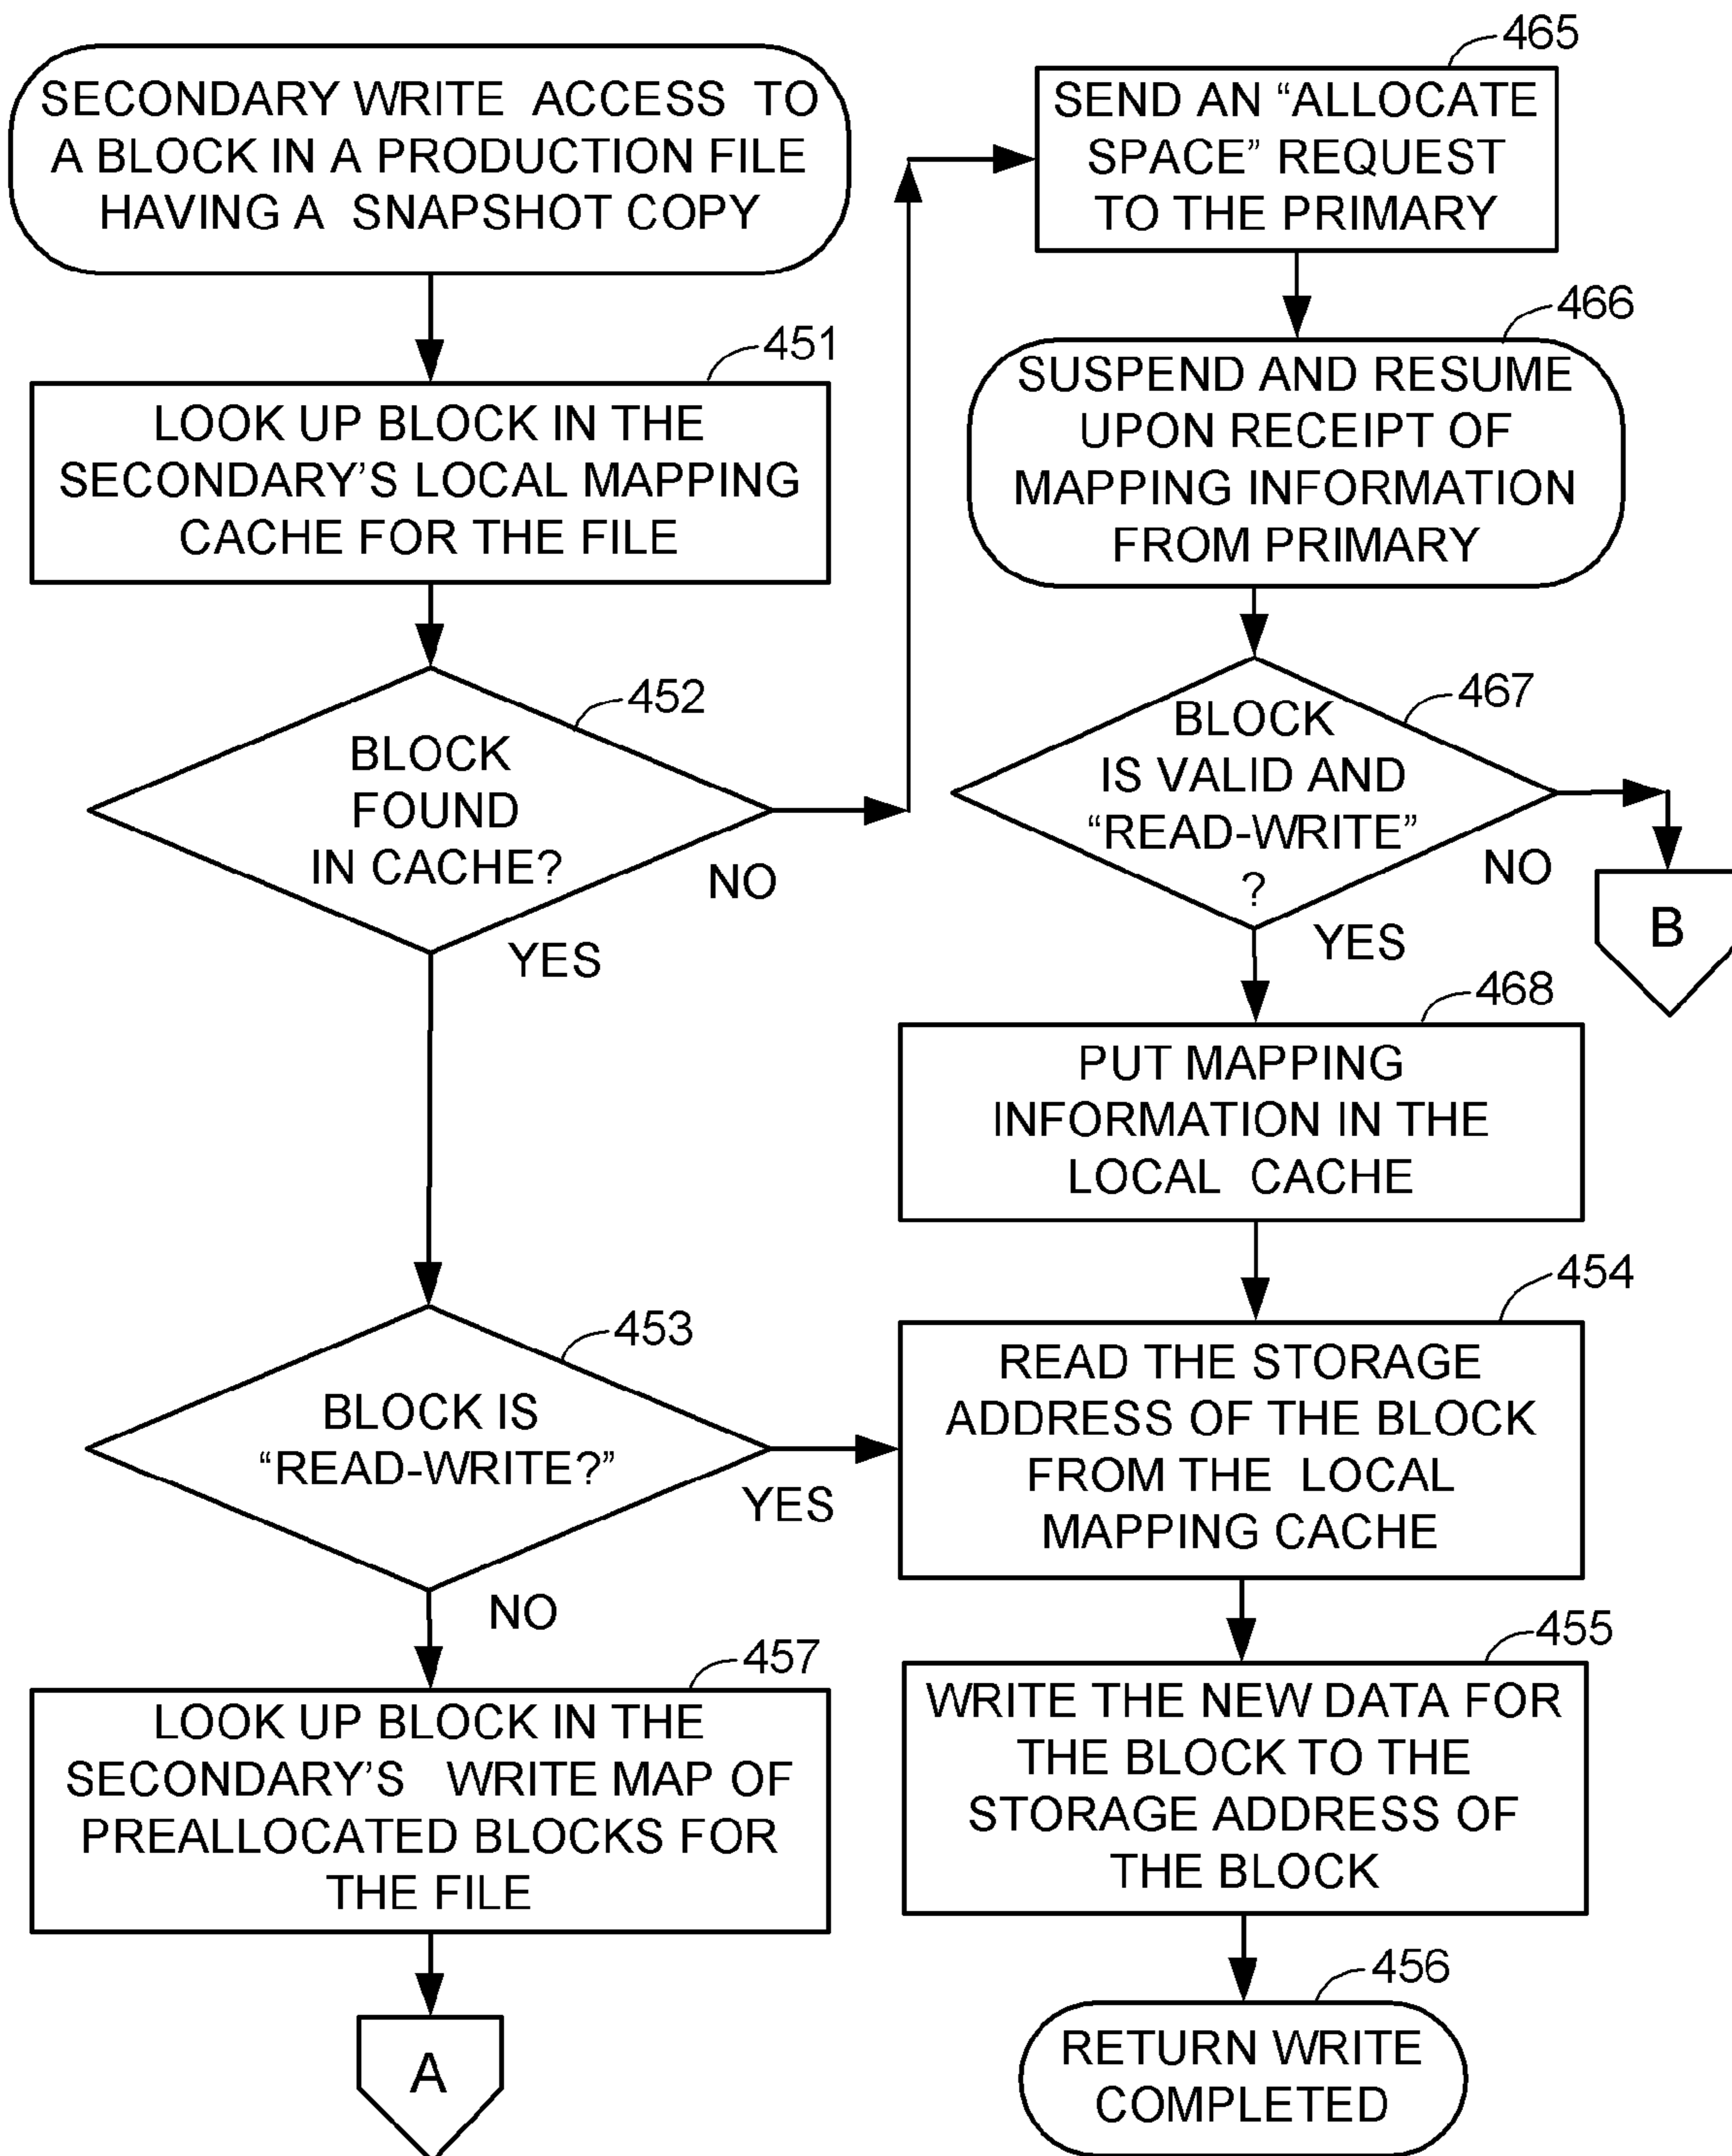 SECONDARY WRITE ACCESS TO
A BLOCK IN A PRODUCTION FILE
HAVING A SNAPSHOT COPY
451
LOOK UP BLOCK IN THE
SECONDARY'S LOCAL MAPPING
CACHE FOR THE FILE
452
BLOCK
FOUND
IN CACHE?
NO
YES
453
BLOCK IS
“READ-WRITE?”
YES
NO
457
LOOK UP BLOCK IN THE
SECONDARY'S WRITE MAP OF
PREALLOCATED BLOCKS FOR
THE FILE
A
465
SEND AN “ALLOCATE
SPACE” REQUEST
TO THE PRIMARY
466
SUSPEND AND RESUME
UPON RECEIPT OF
MAPPING INFORMATION
FROM PRIMARY
467
BLOCK
IS VALID AND
“READ-WRITE”
?
NO
B
YES
468
PUT MAPPING
INFORMATION IN THE
LOCAL CACHE
454
READ THE STORAGE
ADDRESS OF THE BLOCK
FROM THE LOCAL
MAPPING CACHE
455
WRITE THE NEW DATA FOR
THE BLOCK TO THE
STORAGE ADDRESS OF
THE BLOCK
456
RETURN WRITE
COMPLETED